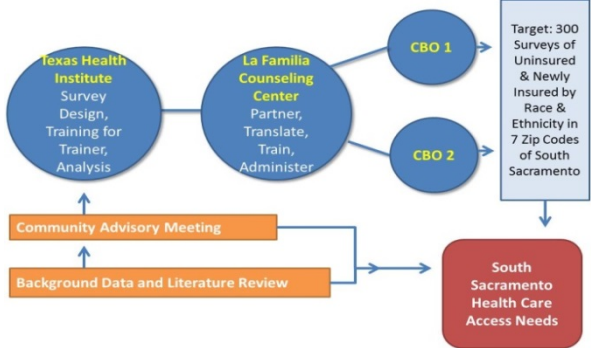 Texas Health
Institute
Survey
Design,
Training for
Trainer,
Analysis
La Familia
Counseling
Center
Partner,
Translate,
Train,
Administer
CBO 1
CBO 2
Target: 300
Surveys of
Uninsured
& Newly
Insured by
Race &
Ethnicity in
7 Zip Codes
of South
Sacramento
Community Advisory Meeting
Background Data and Literature Review
South
Sacramento
Health Care
Access Needs